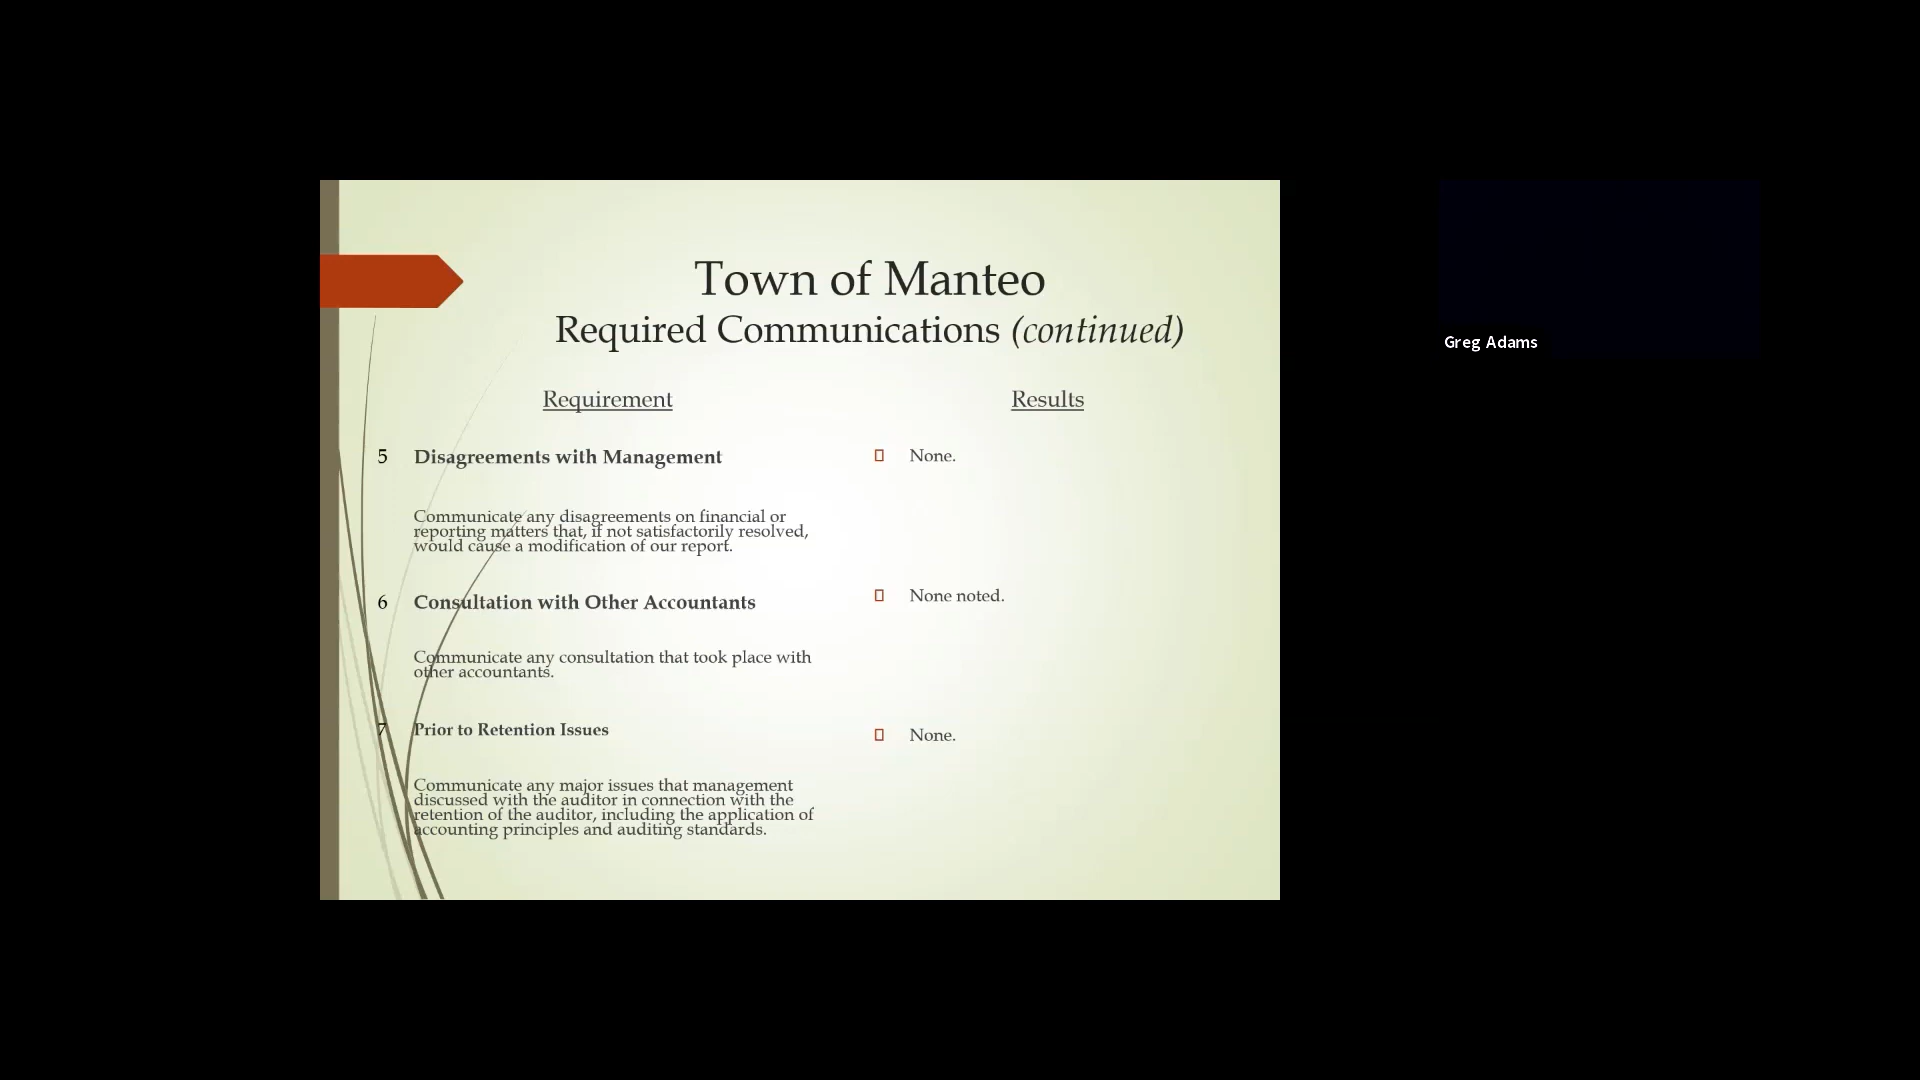 Town of Manteo
Required Communications (continued)
Requirement
Results
5 Disagreements with Management
None.
Communicate any disagreements on financial or
reporting matters that, if not satisfactorily resolved,
would cause a modification of our report.
6 Consultation with Other Accountants
None noted.
Communicate any consultation that took place with
other accountants.
7 Prior to Retention Issues
None.
Communicate any major issues that management
discussed with the auditor in connection with the
retention of the auditor, including the application of
accounting principles and auditing standards.
Greg Adams